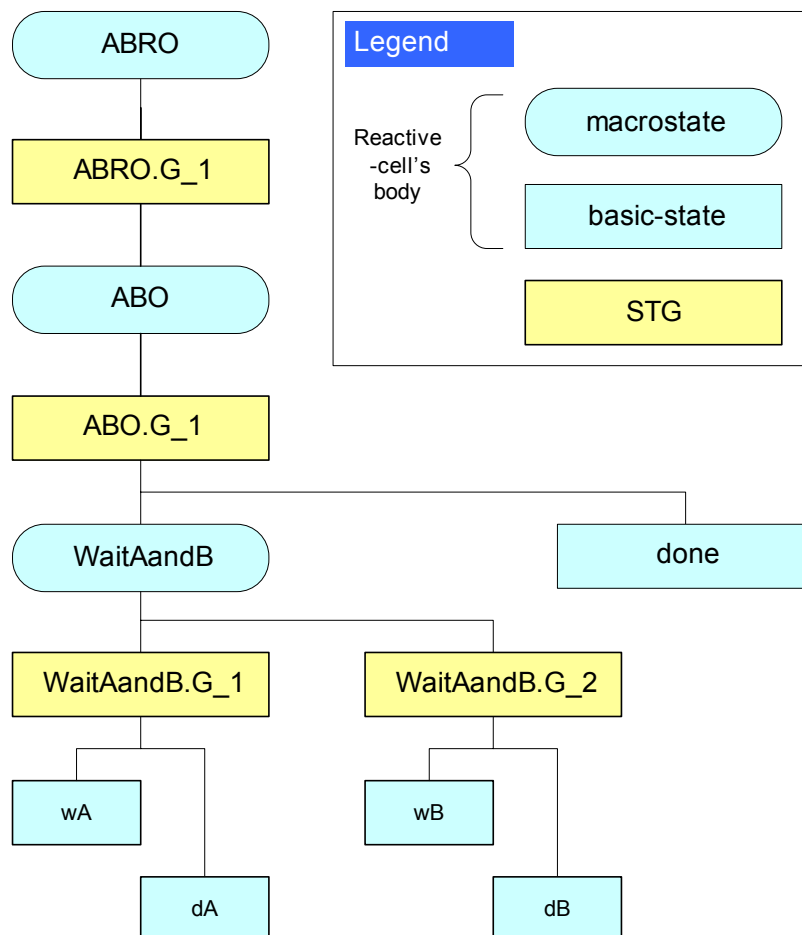 ABRO
Legend
macrostate
Reactive
-cell's
body
ABRO.G_1
basic-state
ABO
STG
ABO.G_1
WaitAandB
done
WaitAandB.G_1
WaitAandB.G_2
wA
wB
dA
dB